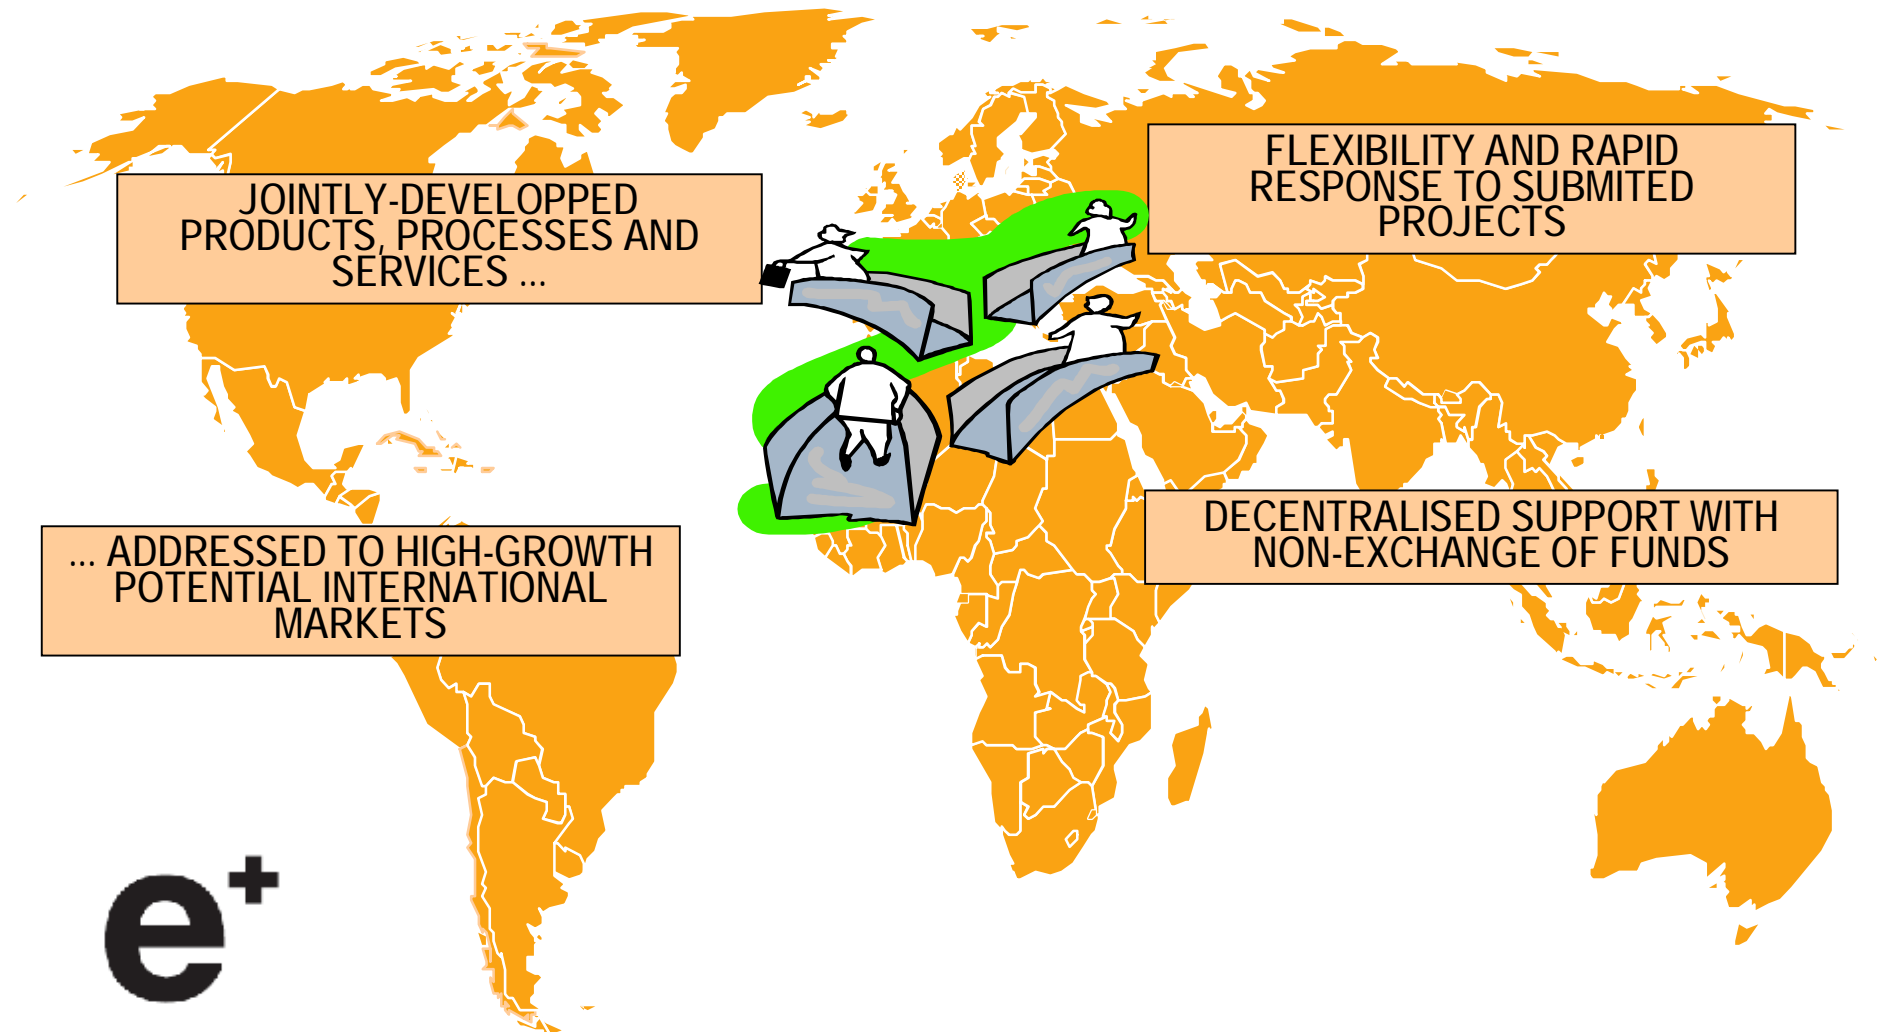 JOINTLY-DEVELOPPED
PRODUCTS, PROCESSES AND
SERVICES ...
FLEXIBILITY AND RAPID
RESPONSE TO SUBMITED
PROJECTS
... ADDRESSED TO HIGH-GROWTH
POTENTIAL INTERNATIONAL
MARKETS
DECENTRALISED SUPPORT WITH
NON-EXCHANGE OF FUNDS
e+